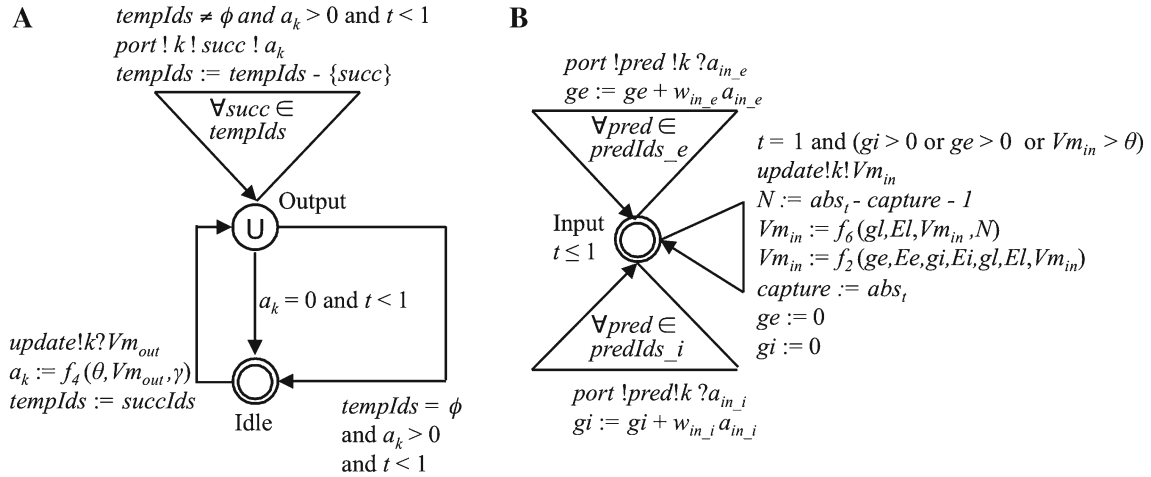 A
tempIds ≠ ϕ and a_k > 0 and t < 1
port ! k ! succ ! a_k
tempIds := tempIds - {succ}
∀succ ∈
tempIds
Output
U
a_k = 0 and t < 1
update!k?Vm_out
a_k := f_4 (θ,Vm_out,γ)
tempIds := succIds
Idle
tempIds = ϕ
and a_k > 0
and t < 1
B
port !pred !k ?a_in_e
ge := ge + w_in_e a_in_e
∀pred ∈
predIds_e
Input
t ≤ 1
t = 1 and (gi > 0 or ge > 0 or Vm_in > θ)
update!k!Vm_in
N := abs_t - capture - 1
Vm_in := f_6 (gl,El,Vm_in ,N)
Vm_in := f_2 (ge,Ee,gi,Ei,gl,El,Vm_in)
capture := abs_t
ge := 0
gi := 0
∀pred ∈
predIds_i
port !pred!k ?a_in_i
gi := gi + w_in_i a_in_i